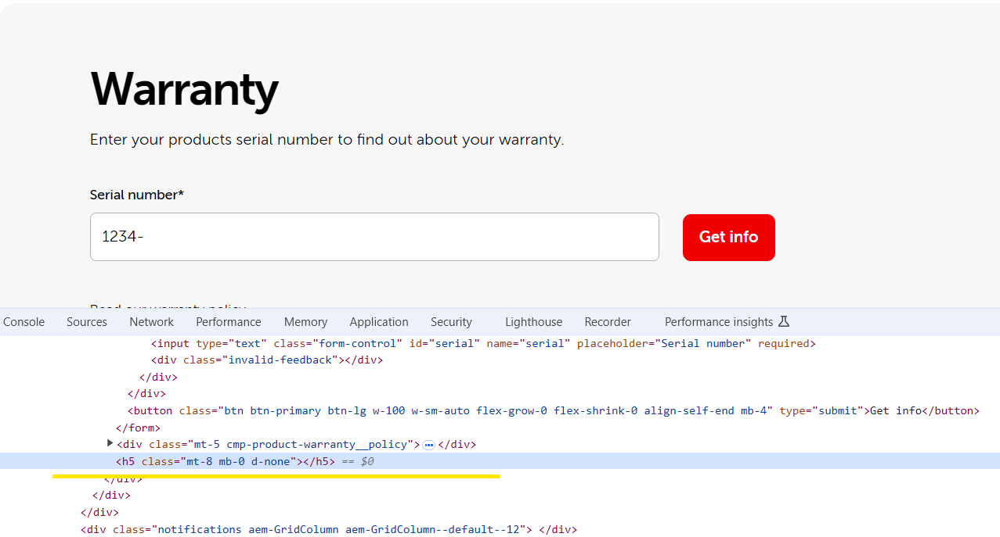 Warranty
Enter your products serial number to find out about your warranty.
Serial number*
1234-
Get info
Read our warranty policy
Console Sources Network Performance Memory Application Security Lighthouse Recorder Performance insights
<input type="text" class="form-control" id="serial" name="serial" placeholder="Serial number" required>
<div class="invalid-feedback"></div>
</div>
</div>
<button class="btn btn-primary btn-lg w-100 w-sm-auto flex-grow-0 flex-shrink-0 align-self-end mb-4" type="submit">Get info</button>
</form>
<div class="mt-5 cmp-product-warranty__policy">…</div>
<h5 class="mt-8 mb-0 d-none"></h5> == $0
</div>
</div>
</div>
<div class="notifications aem-GridColumn aem-GridColumn--default--12"> </div>